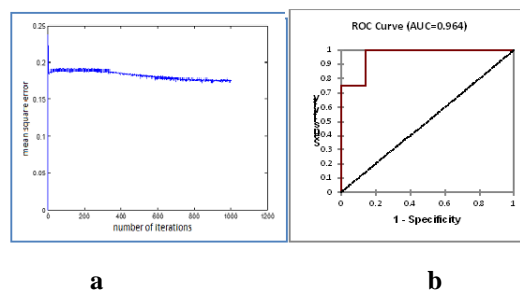 0.25
0.2
0.15
0.1
0.05
0
0 200 400 600 800 1000 1200
mean square error
number of iterations
ROC Curve (AUC=0.964)
1
0.9
0.8
0.7
0.6
0.5
0.4
0.3
0.2
0.1
0
0 0.2 0.4 0.6 0.8 1
1 - Specificity
a b